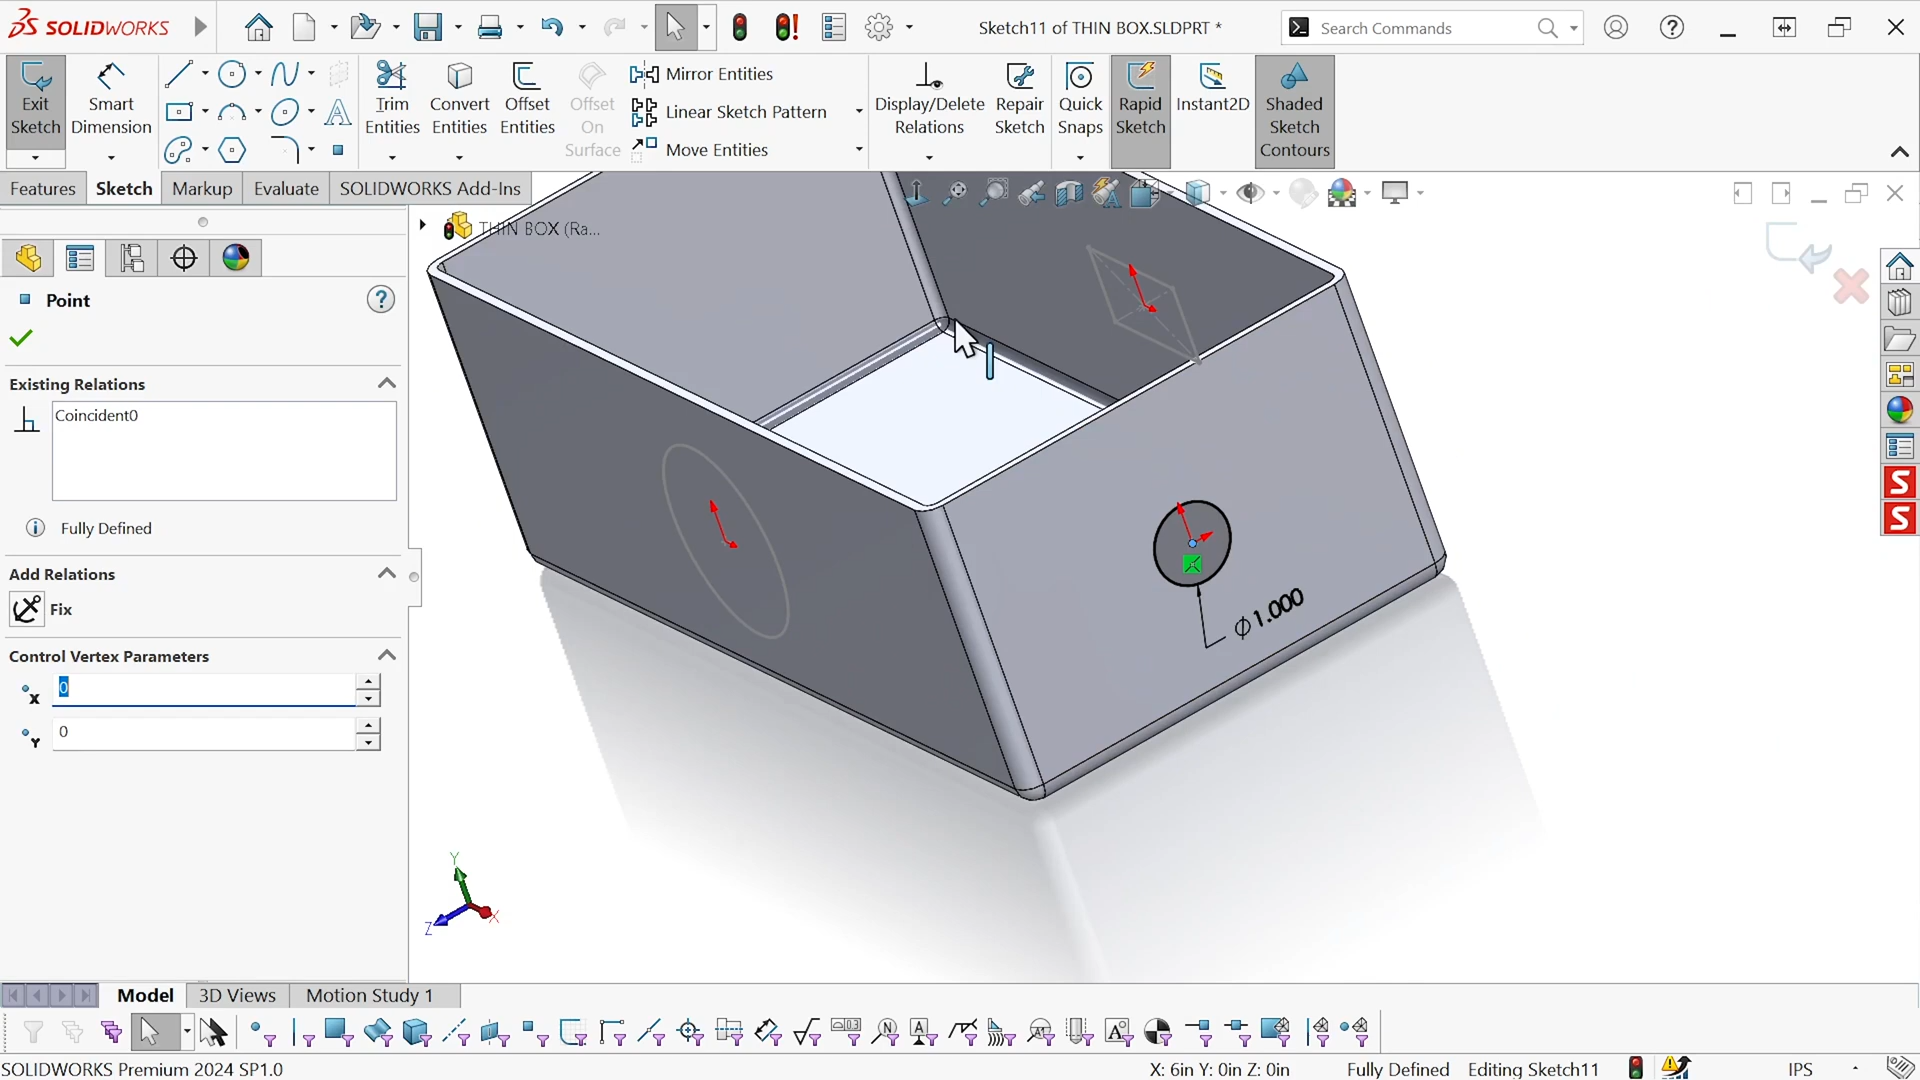 SOLIDWORKS
Sketch11 of THIN BOX.SLDPRT *
Search Commands
Exit Sketch
Smart Dimension
Trim Entities
Convert Entities
Offset Entities
Offset On Surface
Mirror Entities
Linear Sketch Pattern
Move Entities
Display/Delete Relations
Repair Sketch
Quick Snaps
Rapid Sketch
Instant2D
Shaded Sketch Contours
Features
Sketch
Markup
Evaluate
SOLIDWORKS Add-Ins
THIN BOX (Ra...
Point
Existing Relations
Coincident0
Fully Defined
Add Relations
Fix
Control Vertex Parameters
X
0
Y
0
∅1.000
Y
Z
X
Model
3D Views
Motion Study 1
SOLIDWORKS Premium 2024 SP1.0
X: 6in Y: 0in Z: 0in
Fully Defined
Editing Sketch11
IPS